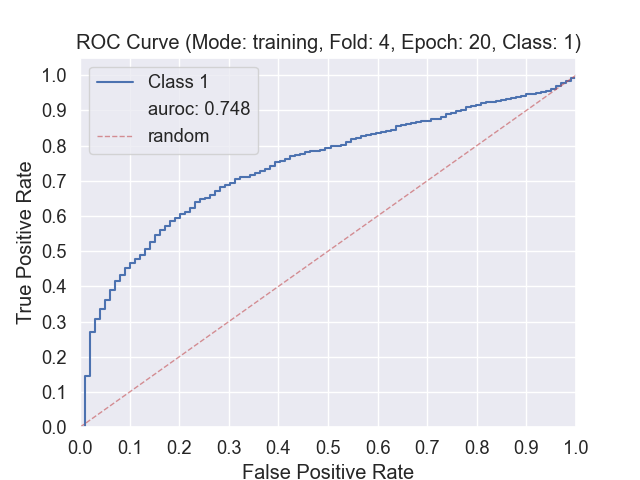 ROC Curve (Mode: training, Fold: 4, Epoch: 20, Class: 1)
Class 1
auroc: 0.748
random
True Positive Rate
1.0
0.9
0.8
0.7
0.6
0.5
0.4
0.3
0.2
0.1
0.0
0.0 0.1 0.2 0.3 0.4 0.5 0.6 0.7 0.8 0.9 1.0
False Positive Rate